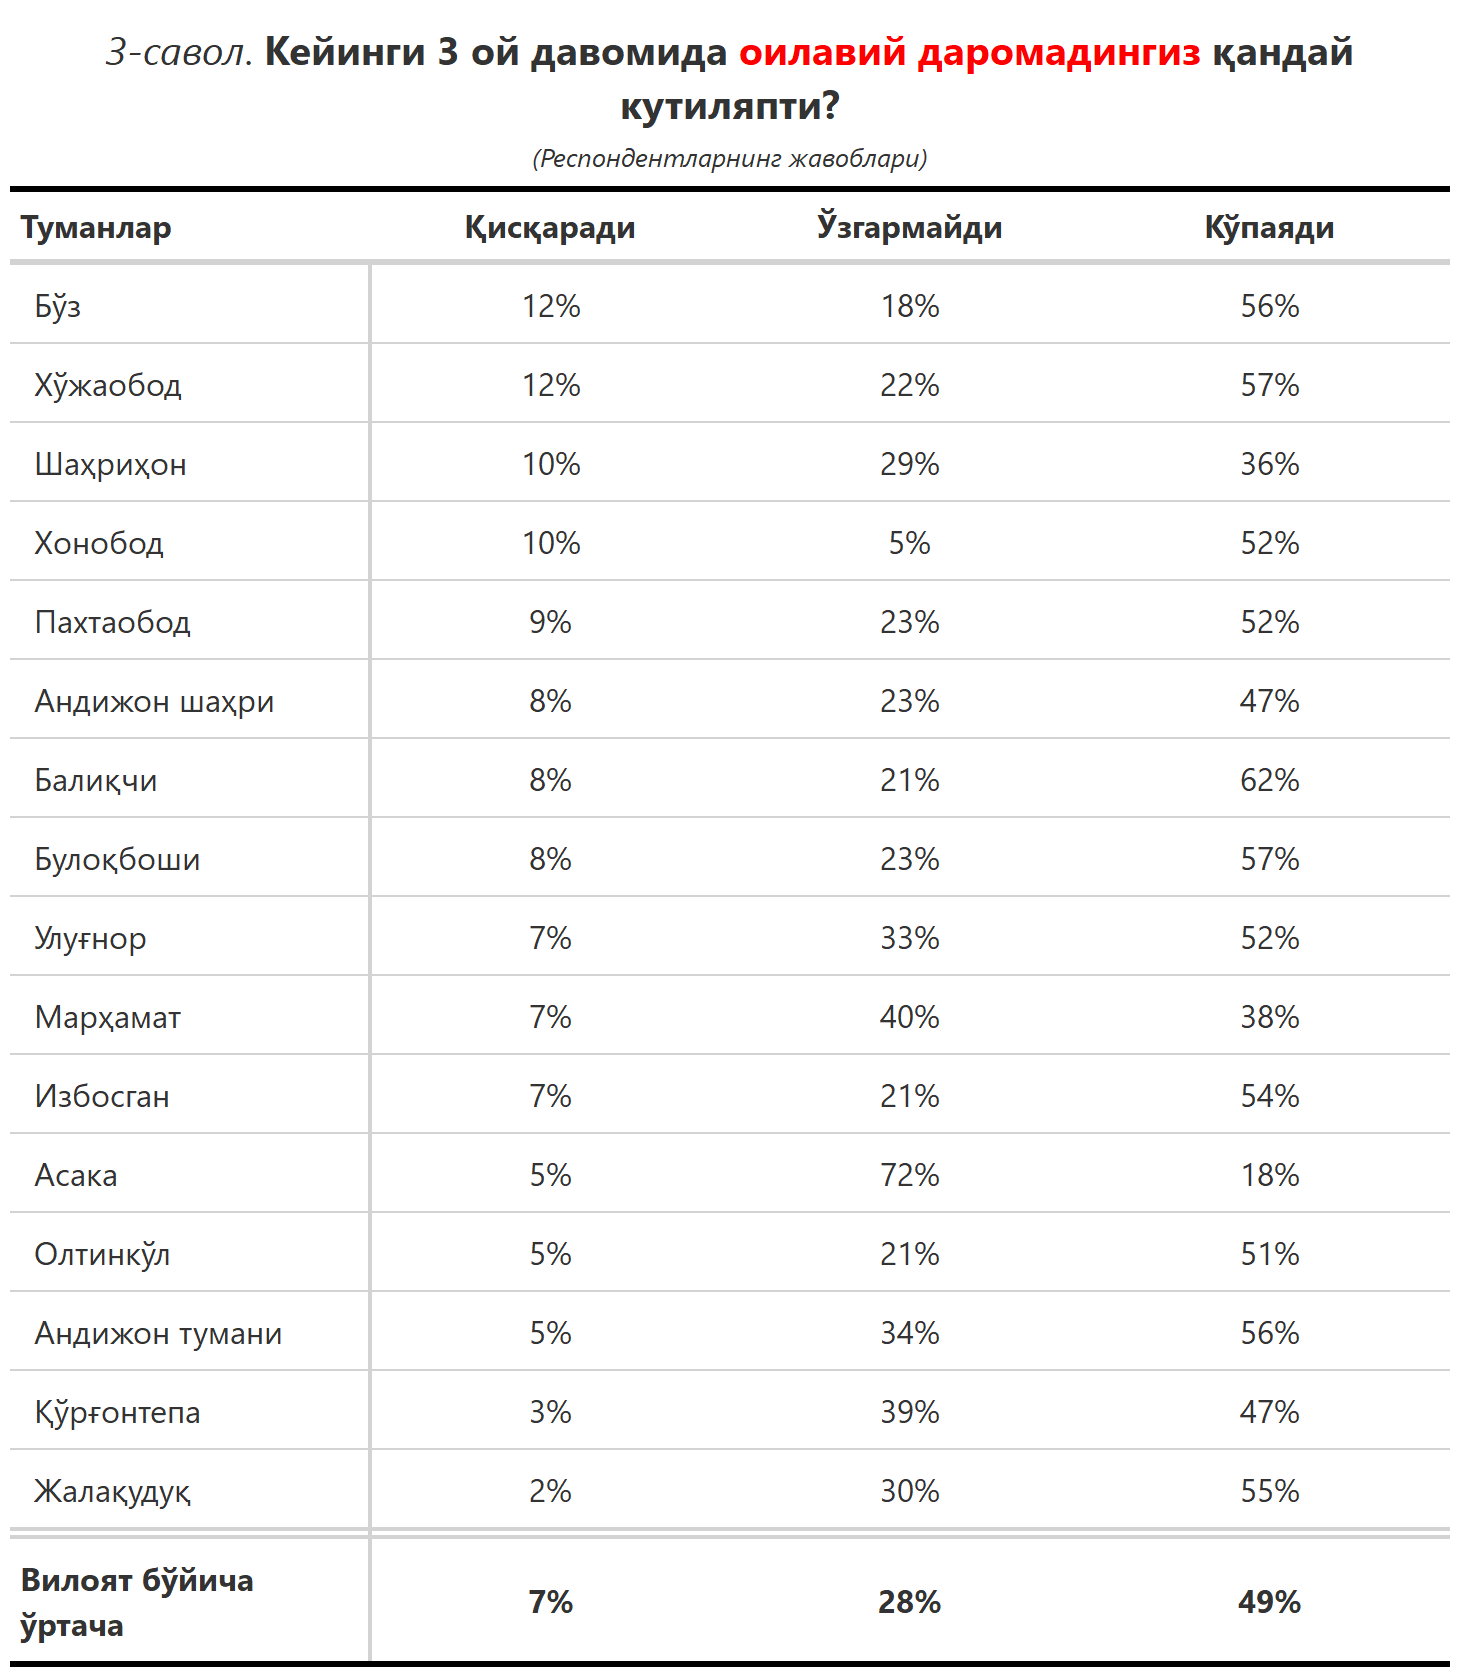 3-савол. Кейинги 3 ой давомида оилавий даромадингиз қандай
кутиляпти?
(Респондентларнинг жавоблари)
Туманлар Қисқаради Ўзгармайди Кўпаяди
Бўз 12% 18% 56%
Хўжаобод 12% 22% 57%
Шаҳриҳон 10% 29% 36%
Хонобод 10% 5% 52%
Пахтаобод 9% 23% 52%
Андижон шаҳри 8% 23% 47%
Балиқчи 8% 21% 62%
Булоқбоши 8% 23% 57%
Улуғнор 7% 33% 52%
Марҳамат 7% 40% 38%
Избосган 7% 21% 54%
Асака 5% 72% 18%
Олтинкўл 5% 21% 51%
Андижон тумани 5% 34% 56%
Қўрғонтепа 3% 39% 47%
Жалақудуқ 2% 30% 55%
Вилоят бўйича
ўртача 7% 28% 49%